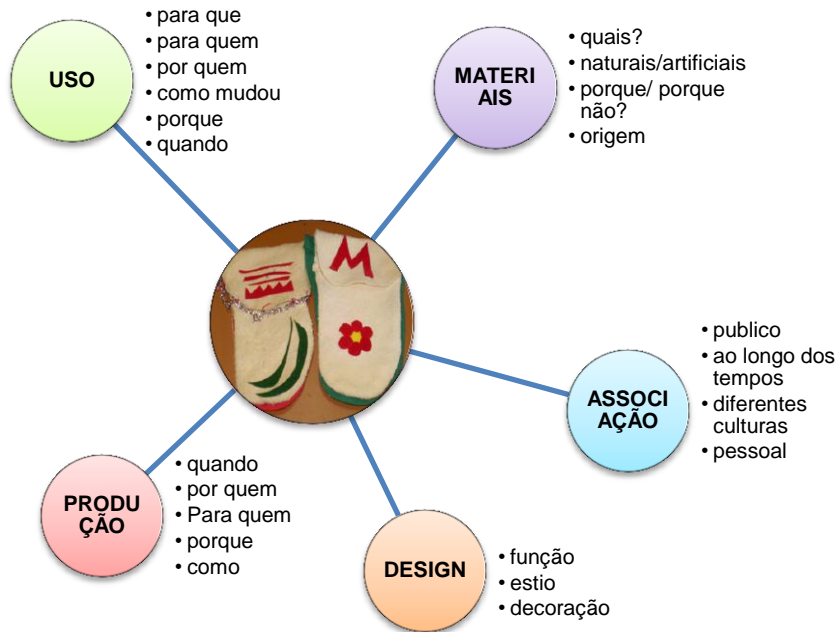 USO
• para que
• para quem
• por quem
• como mudou
• porque
• quando
MATERI
AIS
• quais?
• naturais/artificiais
• porque/ porque
não?
• origem
M
ASSOCI
AÇÃO
• publico
• ao longo dos
tempos
• diferentes
culturas
• pessoal
PRODU
ÇÃO
• quando
• por quem
• Para quem
• porque
• como
DESIGN
• função
• estio
• decoração